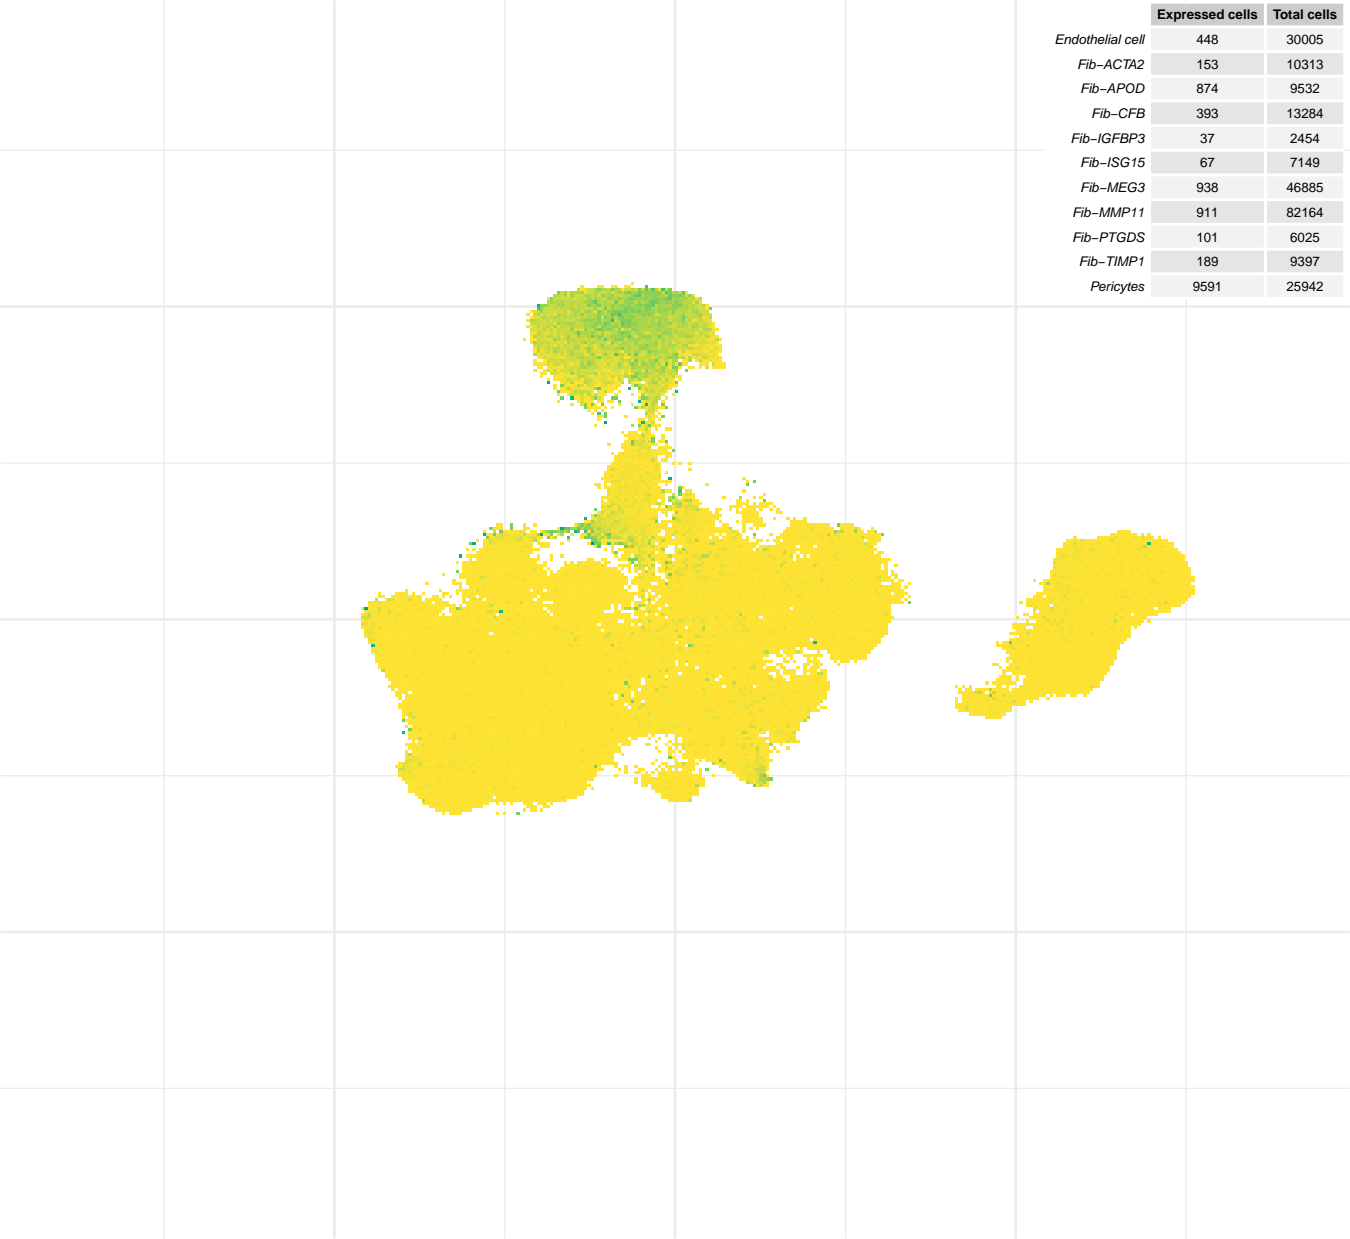 Expressed cells Total cells
Endothelial cell 448 30005
Fib−ACTA2 153 10313
Fib−APOD 874 9532
Fib−CFB 393 13284
Fib−IGFBP3 37 2454
Fib−ISG15 67 7149
Fib−MEG3 938 46885
Fib−MMP11 911 82164
Fib−PTGDS 101 6025
Fib−TIMP1 189 9397
Pericytes 9591 25942